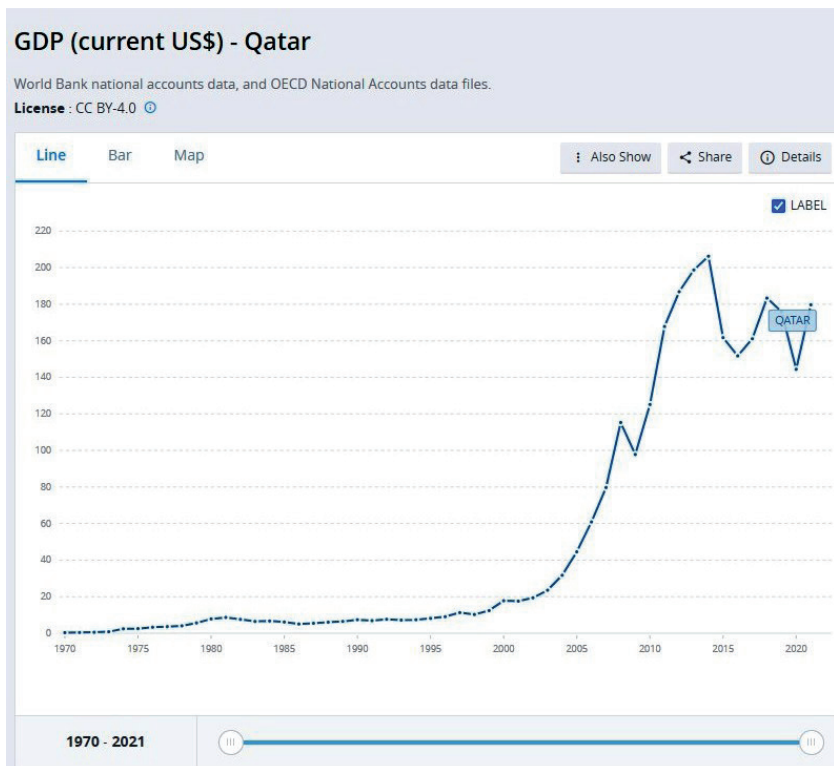 GDP (current US$) - Qatar
World Bank national accounts data, and OECD National Accounts data files.
License : CC BY-4.0
Line Bar Map Also Show Share Details
LABEL
220
200
180
QATAR
160
140
120
100
80
60
40
20
0
1970 1975 1980 1985 1990 1995 2000 2005 2010 2015 2020
1970 - 2021